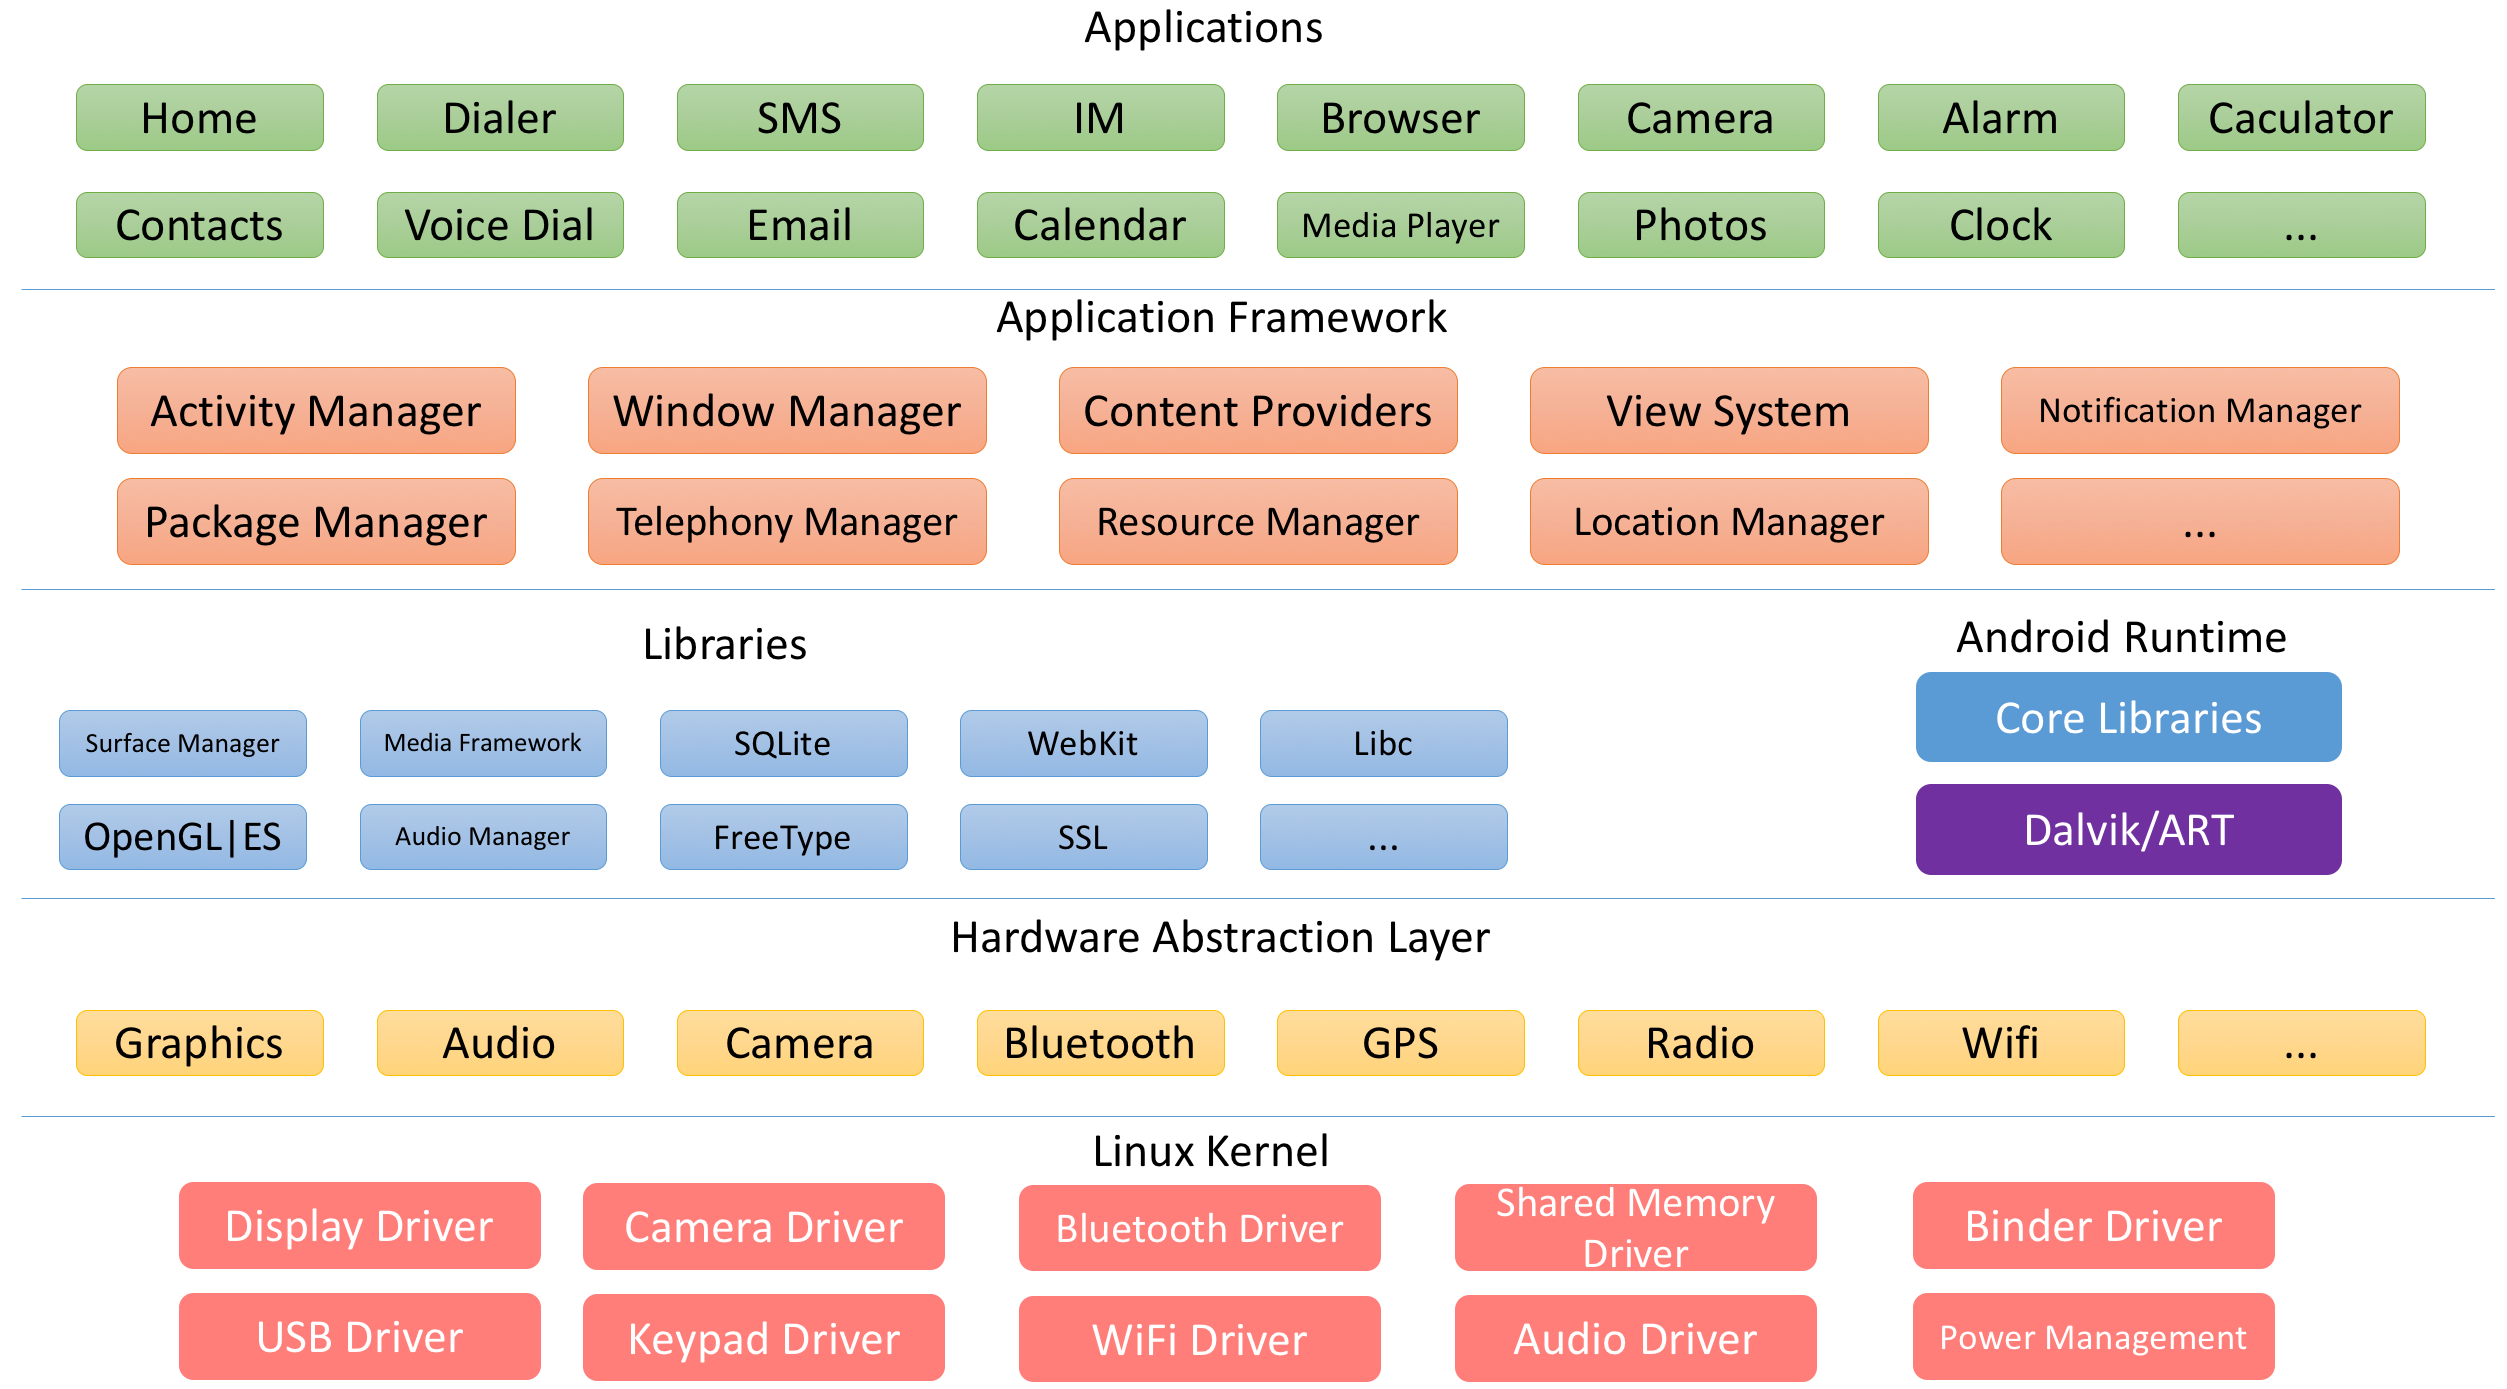 Applications
Home Dialer SMS IM Browser Camera Alarm Caculator
Contacts Voice Dial Email Calendar Media Player Photos Clock ...
Application Framework
Activity Manager Window Manager Content Providers View System Notification Manager
Package Manager Telephony Manager Resource Manager Location Manager ...
Libraries
Android Runtime
Surface Manager Media Framework SQLite WebKit Libc
Core Libraries
OpenGL|ES Audio Manager FreeType SSL ...
Dalvik/ART
Hardware Abstraction Layer
Graphics Audio Camera Bluetooth GPS Radio Wifi ...
Linux Kernel
Display Driver Camera Driver Bluetooth Driver
Shared Memory
Driver
Binder Driver
USB Driver Keypad Driver WiFi Driver Audio Driver Power Management